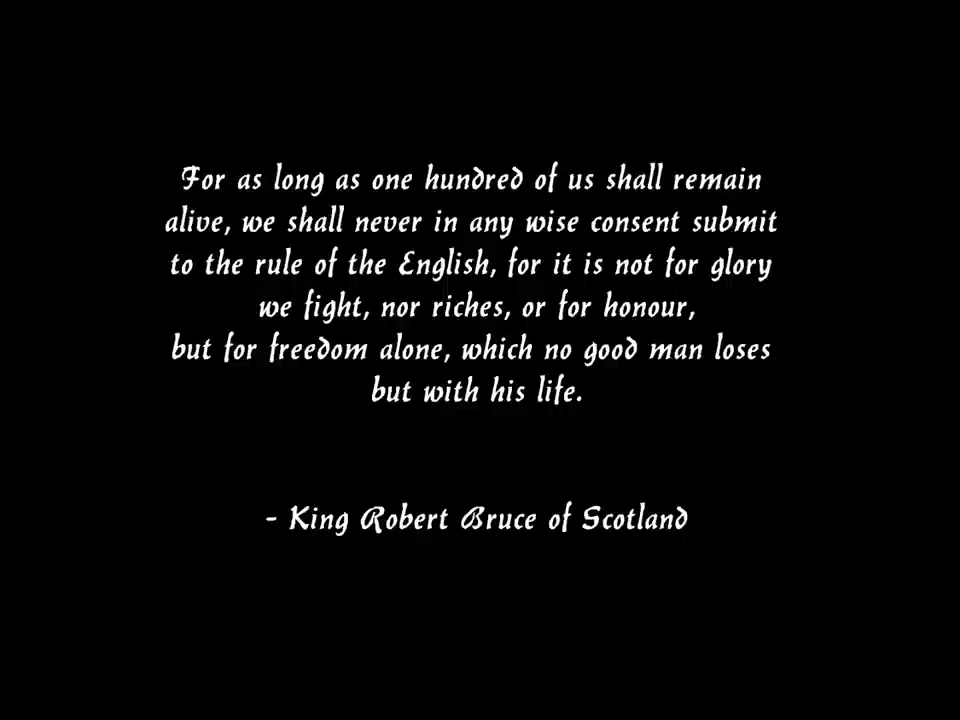 For as long as one hundred of us shall remain
alive, we shall never in any wise consent submit
to the rule of the English, for it is not for glory
we fight, nor riches, or for honour,
but for freedom alone, which no good man loses
but with his life.
- King Robert Bruce of Scotland